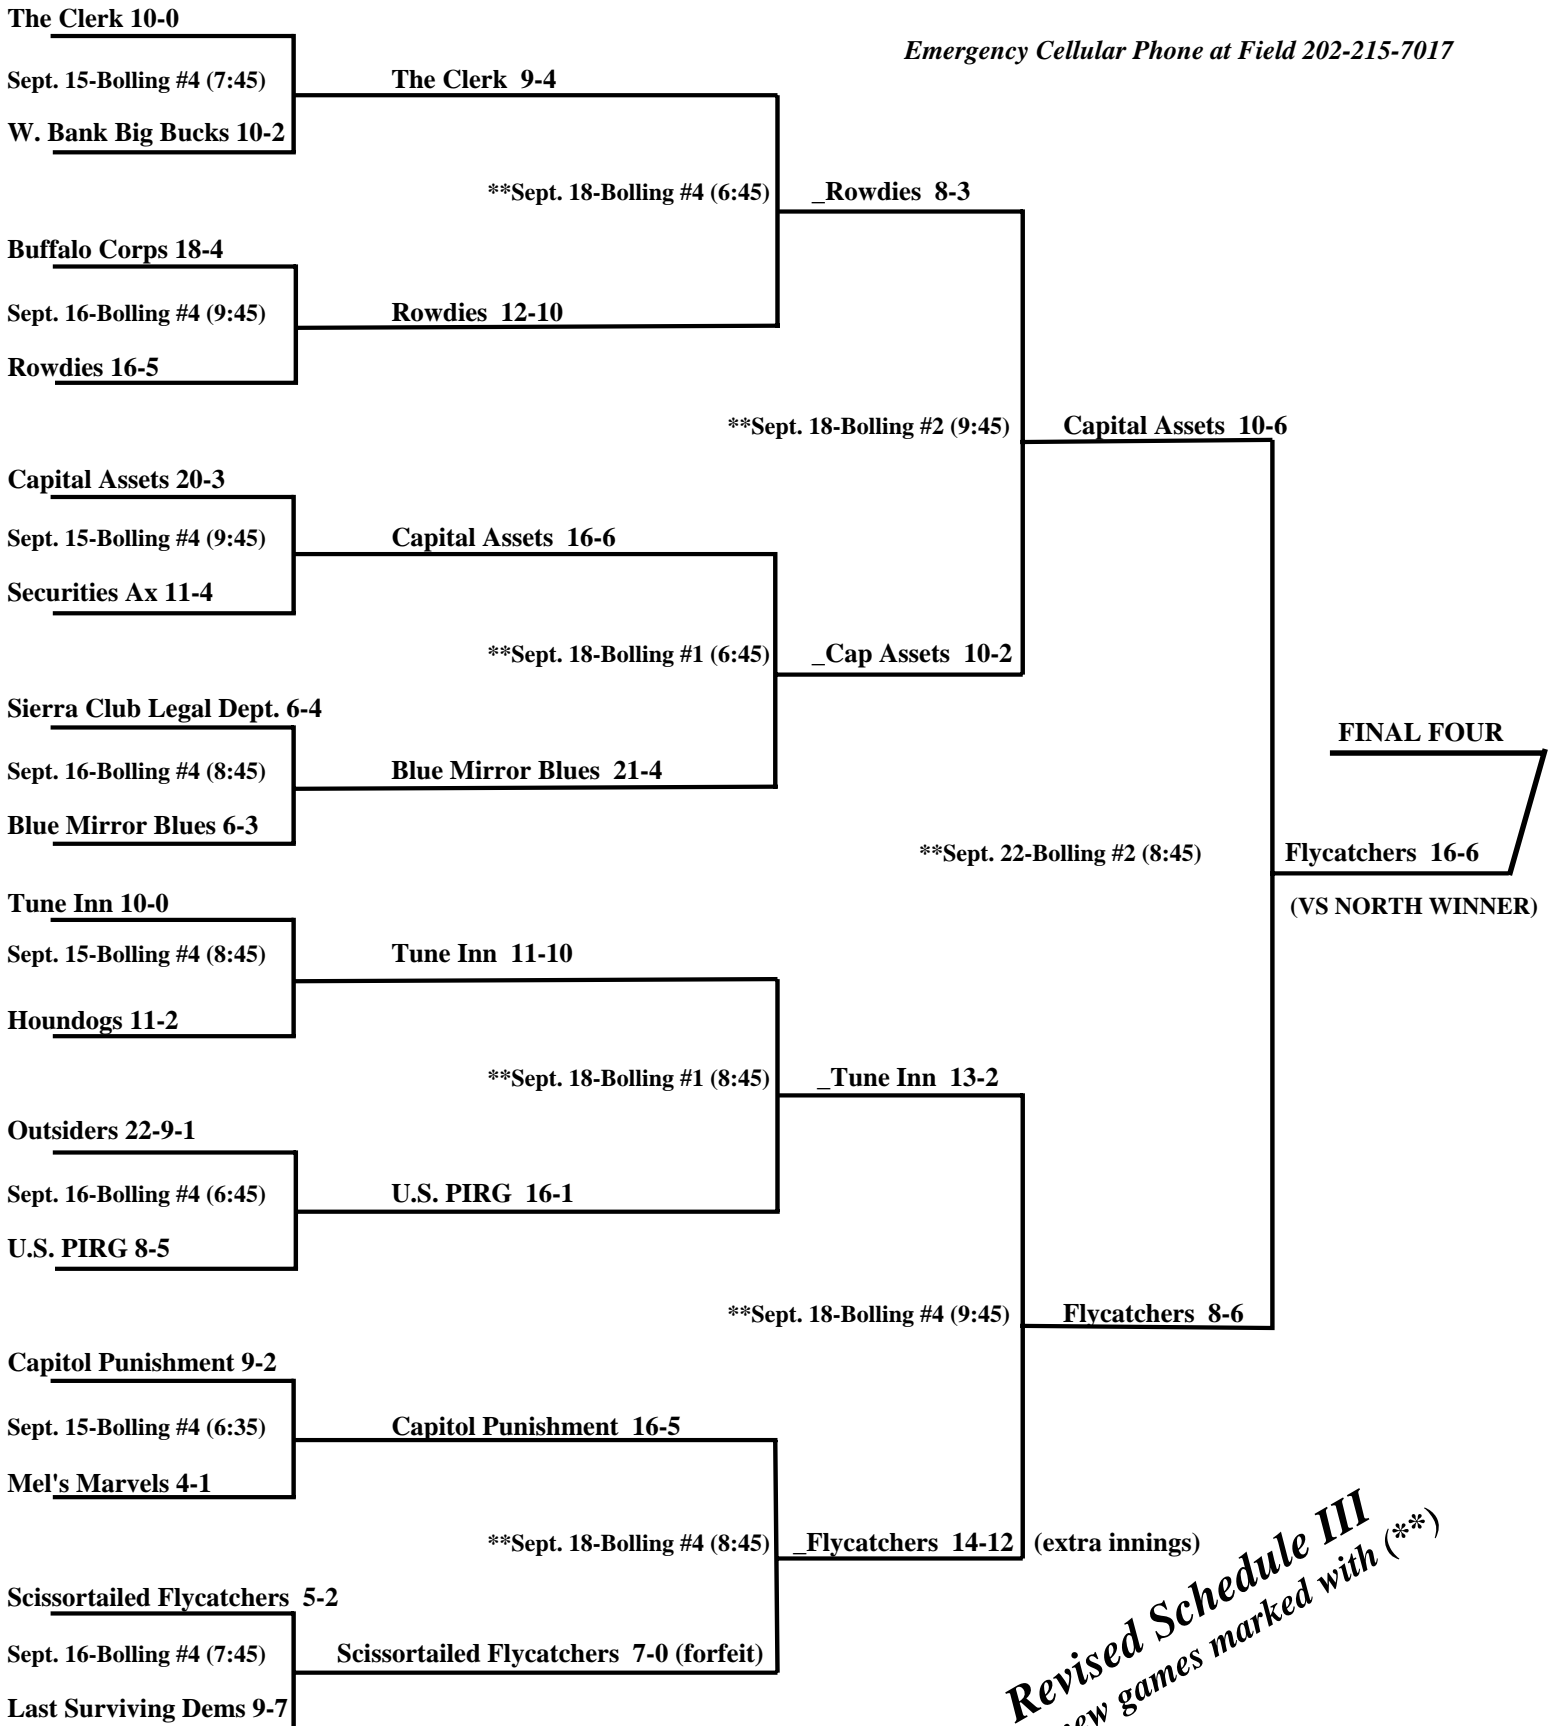 The Clerk 10-0
Emergency Cellular Phone at Field 202-215-7017
Sept. 15-Bolling #4 (7:45)
The Clerk 9-4
W. Bank Big Bucks 10-2
**Sept. 18-Bolling #4 (6:45)
_Rowdies 8-3
Buffalo Corps 18-4
Sept. 16-Bolling #4 (9:45)
Rowdies 12-10
Rowdies 16-5
**Sept. 18-Bolling #2 (9:45)
Capital Assets 10-6
Capital Assets 20-3
Sept. 15-Bolling #4 (9:45)
Capital Assets 16-6
Securities Ax 11-4
**Sept. 18-Bolling #1 (6:45)
_Cap Assets 10-2
Sierra Club Legal Dept. 6-4
FINAL FOUR
Sept. 16-Bolling #4 (8:45)
Blue Mirror Blues 21-4
Blue Mirror Blues 6-3
**Sept. 22-Bolling #2 (8:45)
Flycatchers 16-6
(VS NORTH WINNER)
Tune Inn 10-0
Sept. 15-Bolling #4 (8:45)
Tune Inn 11-10
Houndogs 11-2
**Sept. 18-Bolling #1 (8:45)
_Tune Inn 13-2
Outsiders 22-9-1
Sept. 16-Bolling #4 (6:45)
U.S. PIRG 16-1
U.S. PIRG 8-5
**Sept. 18-Bolling #4 (9:45)
Flycatchers 8-6
Capitol Punishment 9-2
Sept. 15-Bolling #4 (6:35)
Capitol Punishment 16-5
Mel's Marvels 4-1
**Sept. 18-Bolling #4 (8:45)
_Flycatchers 14-12 (extra innings)
Scissortailed Flycatchers 5-2
Sept. 16-Bolling #4 (7:45)
Scissortailed Flycatchers 7-0 (forfeit)
Last Surviving Dems 9-7
Revised Schedule III
new games marked with (**)